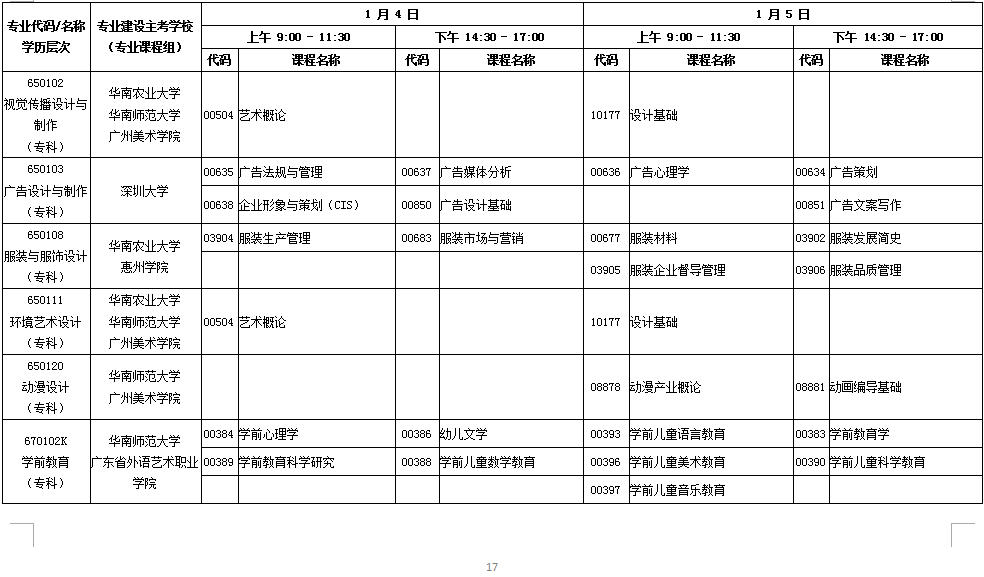 专业代码/名称
学历层次
专业建设主考学校
（专业课程组）
1 月 4 日
1 月 5 日
上午 9:00 - 11:30
下午 14:30 - 17:00
上午 9:00 - 11:30
下午 14:30 - 17:00
代码
课程名称
代码
课程名称
代码
课程名称
代码
课程名称
650102
视觉传播设计与
制作
（专科）
华南农业大学
华南师范大学
广州美术学院
00504 艺术概论
10177 设计基础
650103
广告设计与制作
（专科）
深圳大学
00635 广告法规与管理
00637 广告媒体分析
00636 广告心理学
00634 广告策划
00638 企业形象与策划（CIS）
00850 广告设计基础
00851 广告文案写作
650108
服装与服饰设计
（专科）
华南农业大学
惠州学院
03904 服装生产管理
00683 服装市场与营销
00677 服装材料
03902 服装发展简史
03905 服装企业督导管理
03906 服装品质管理
650111
环境艺术设计
（专科）
华南农业大学
华南师范大学
广州美术学院
00504 艺术概论
10177 设计基础
650120
动漫设计
（专科）
华南师范大学
广州美术学院
08878 动漫产业概论
08881 动画编导基础
670102K
学前教育
（专科）
华南师范大学
广东省外语艺术职业
学院
00384 学前心理学
00386 幼儿文学
00393 学前儿童语言教育
00383 学前教育学
00389 学前教育科学研究
00388 学前儿童数学教育
00396 学前儿童美术教育
00390 学前儿童科学教育
00397 学前儿童音乐教育
17